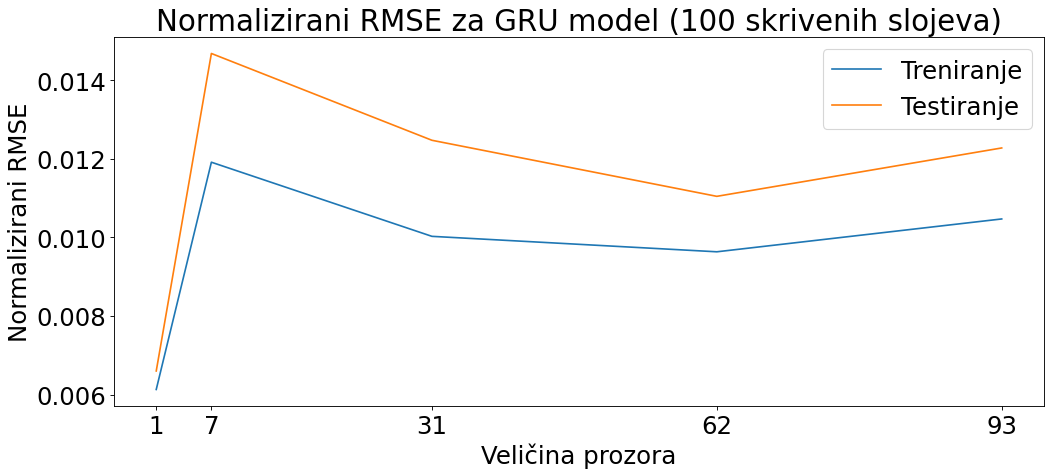 Normalizirani RMSE za GRU model (100 skrivenih slojeva)
Treniranje
Testiranje
Normalizirani RMSE
0.014
0.012
0.010
0.008
0.006
1 7 31 62 93
Veličina prozora